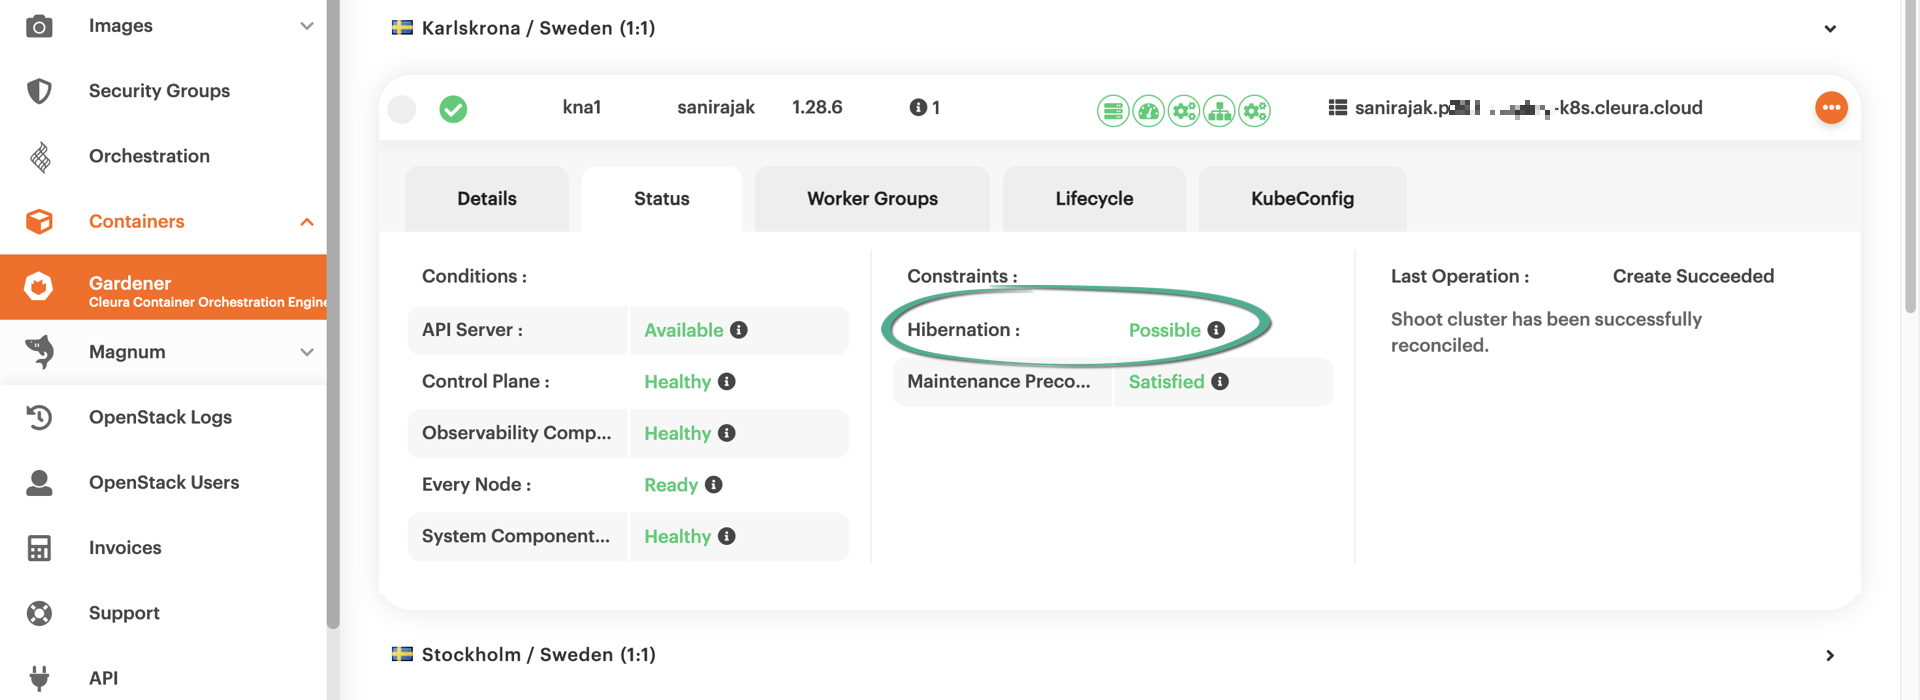 Images
Security Groups
Orchestration
Containers
Gardener
Cleura Container Orchestration Engine
Magnum
OpenStack Logs
OpenStack Users
Invoices
Support
API
Karlskrona / Sweden (1:1)
kna1 sanirajak 1.28.6 1 sanirajak.p -k8s.cleura.cloud
Details Status Worker Groups Lifecycle KubeConfig
Conditions :
API Server : Available
Control Plane : Healthy
Observability Comp... Healthy
Every Node : Ready
System Component... Healthy
Constraints :
Hibernation : Possible
Maintenance Preco... Satisfied
Last Operation : Create Succeeded
Shoot cluster has been successfully
reconciled.
Stockholm / Sweden (1:1)